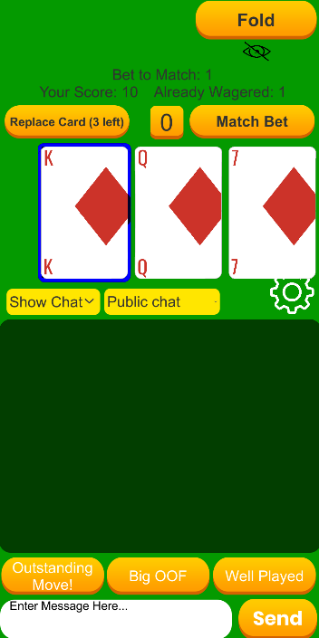 Fold
Bet to Match: 1
Your Score: 10 Already Wagered: 1
Replace Card (3 left) 0 Match Bet
K Q 7
K Q 7
Show Chat Public chat
Outstanding
Move! Big OOF Well Played
Enter Message Here...
Send